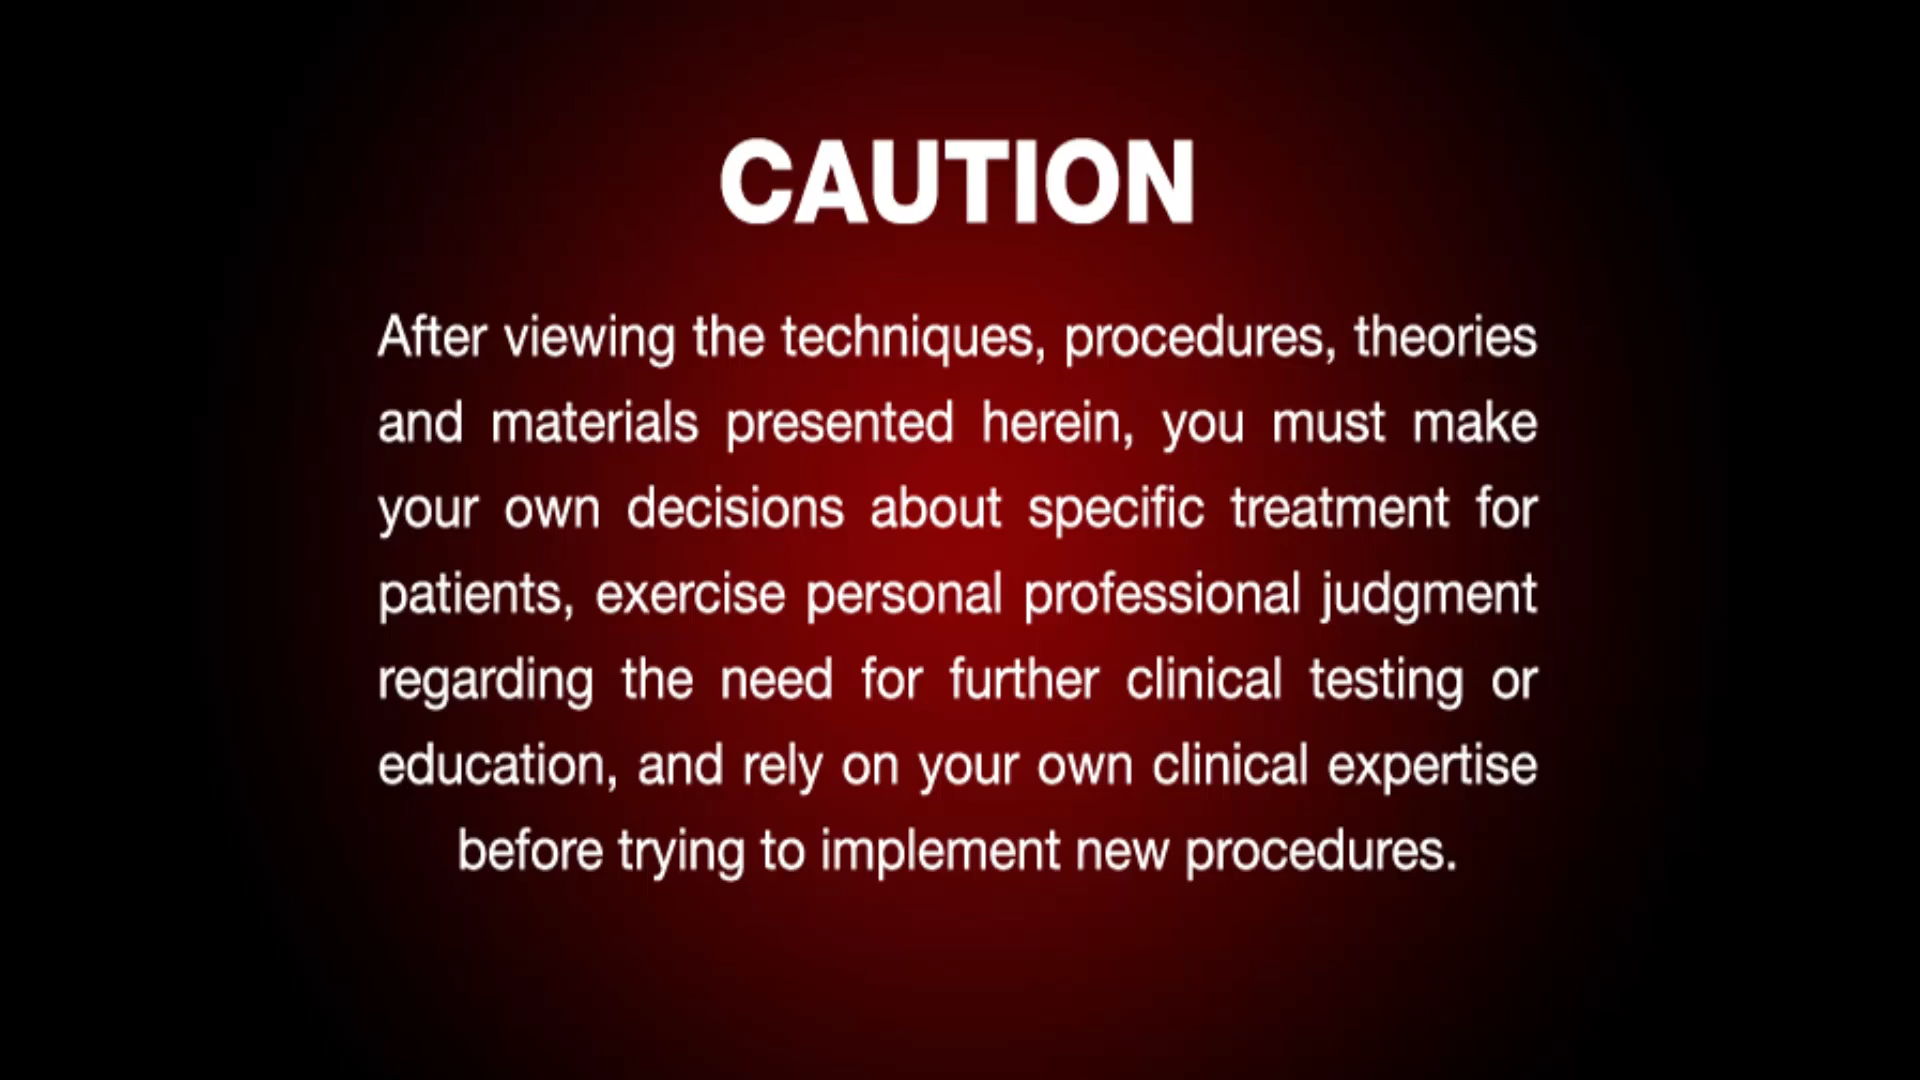 CAUTION
After viewing the techniques, procedures, theories
and materials presented herein, you must make
your own decisions about specific treatment for
patients, exercise personal professional judgment
regarding the need for further clinical testing or
education, and rely on your own clinical expertise
before trying to implement new procedures.